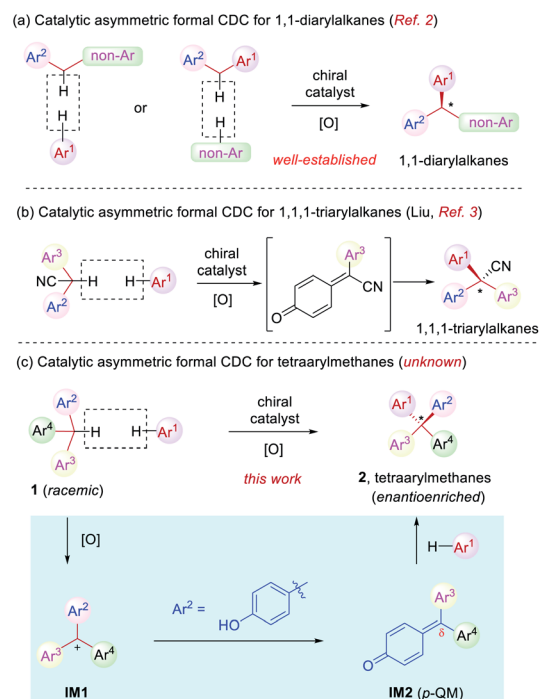 (a) Catalytic asymmetric formal CDC for 1,1-diarylalkanes (Ref. 2)
Ar² non-Ar
H
H
Ar¹
or
Ar² Ar¹
H
H
non-Ar
chiral
catalyst
[O]
well-established
Ar¹
*
Ar² non-Ar
1,1-diarylalkanes
(b) Catalytic asymmetric formal CDC for 1,1,1-triarylalkanes (Liu, Ref. 3)
Ar³
NC H H Ar¹
Ar²
chiral
catalyst
[O]
Ar³
CN
O
Ar¹ CN
Ar² * Ar³
1,1,1-triarylalkanes
(c) Catalytic asymmetric formal CDC for tetraarylmethanes (unknown)
Ar²
Ar⁴ H H Ar¹
Ar³
1 (racemic)
chiral
catalyst
[O]
this work
Ar¹ * Ar²
Ar³ Ar⁴
2, tetraarylmethanes
(enantioenriched)
[O]
H Ar¹
Ar²
+
Ar³ Ar⁴
IM1
Ar² =
HO
Ar³
Ar⁴
δ
O
IM2 (p-QM)